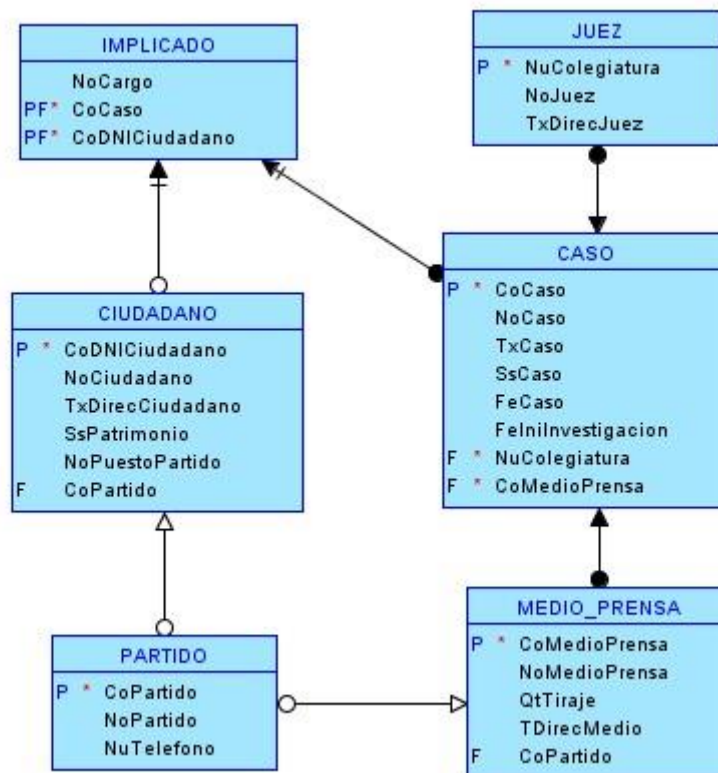 IMPLICADO
NoCargo
PF* CoCaso
PF* CoDNICiudadano
JUEZ
P * NuColegiatura
NoJuez
TxDirecJuez
CASO
P * CoCaso
NoCaso
TxCaso
SsCaso
FeCaso
FeIniInvestigacion
F * NuColegiatura
F * CoMedioPrensa
CIUDADANO
P * CoDNICiudadano
NoCiudadano
TxDirecCiudadano
SsPatrimonio
NoPuestoPartido
F CoPartido
PARTIDO
P * CoPartido
NoPartido
NuTelefono
MEDIO_PRENSA
P * CoMedioPrensa
NoMedioPrensa
QtTiraje
TDirecMedio
F CoPartido